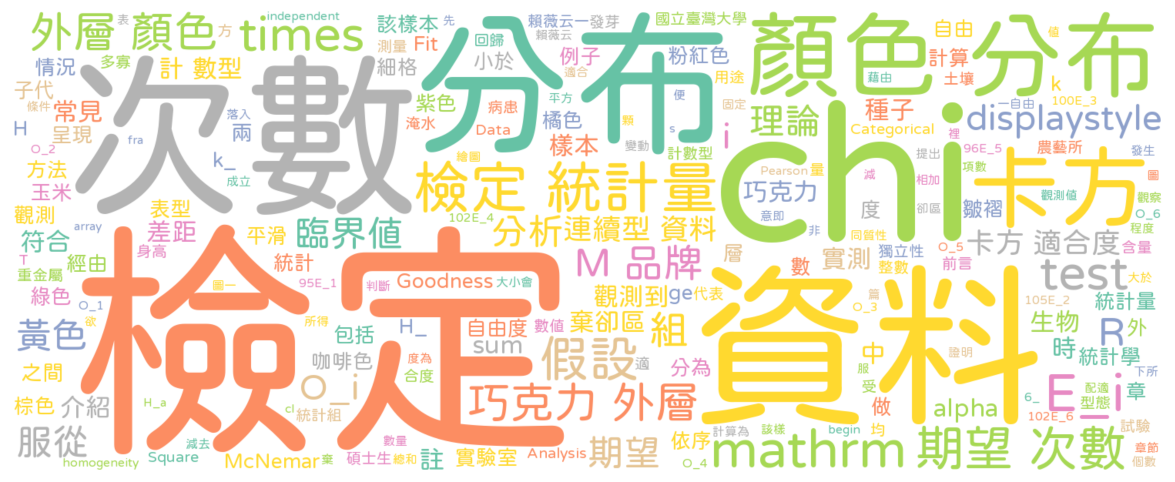 表 方 independent
外層 顏色 times
該樣本 先 賴薇云一 發芽 國立臺灣大學
多寡 測量 Fit 回歸 賴薇云 例子 粉紅色 自由 值
情況 計 數型 細格 小於 適合 用途 計算 藉由 土壤
次數 分布 顏色 分布
子代 條件 常見 落入 紫色 病患 平方 橘色 便 固定 k 100E_3
H 呈現 兩 淹水 Data 樣本 顆 s 理論 種子 一自由 displaystyle
O_2 fra k_ 繪圖 變動 計數型 i Categorical 96E_5 裡 農藝所 發生
方法 成立 檢定 統計量 chi 卡方
玉米 表型 Pearson 量 巧克力 減 提出 相加 項數 觀測值 圖 觀察
觀測 array 差距 平滑 102E_4 意即 度 卻區 皺褶 O_6 程度
符合 身高 臨界值 分析連續型 資料 非 同質性 獨立性 O_5 卡方 適合度
T 重金屬 經由 統計 M 品牌 層 數 實測 整數 前言 含量 大於
綠色 圖一 95E_1 判斷 Goodness 大小會 觀測到 ge 代表 test
檢定 資料
O_1 欲 所得 H_ 自由度 數值 棄卻區 組 篇 O_3 105E_2 統計量
黃色 包括 sum 假設 適 中 生物 R 外
之間 咖啡色 度為 合度 分為 受 服 證明 時 統計學 下所
棕色 介紹 H_a O_i 巧克力 外層 做 alpha 6_ E_i 配適 型態 章
服從 cl 統計組 計算為 begin 均 該樣 102E_6 試驗
減去 數量 註 期望 依序 mathrm 期望 次數 章節
homogeneity Square 棄 McNemar 碩士生 總和 實驗室 Analysis O_4 個數